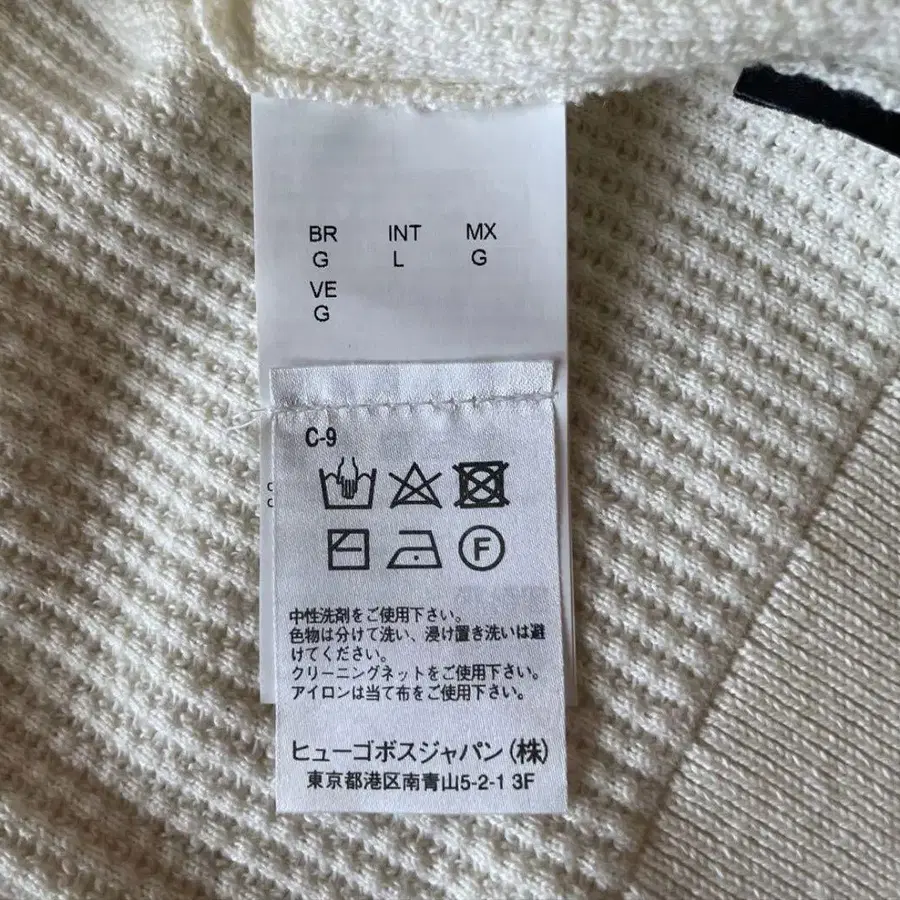 BR INT MX
G L G
VE
G
C-9
F
中性洗剤をご使用下さい。
色物は分けて洗い、浸け置き洗いは避
けてください。
クリーニングネットをご使用下さい。
アイロンは当て布をご使用下さい。
ヒューゴボスジャパン(株)
東京都港区南青山5-2-1 3F